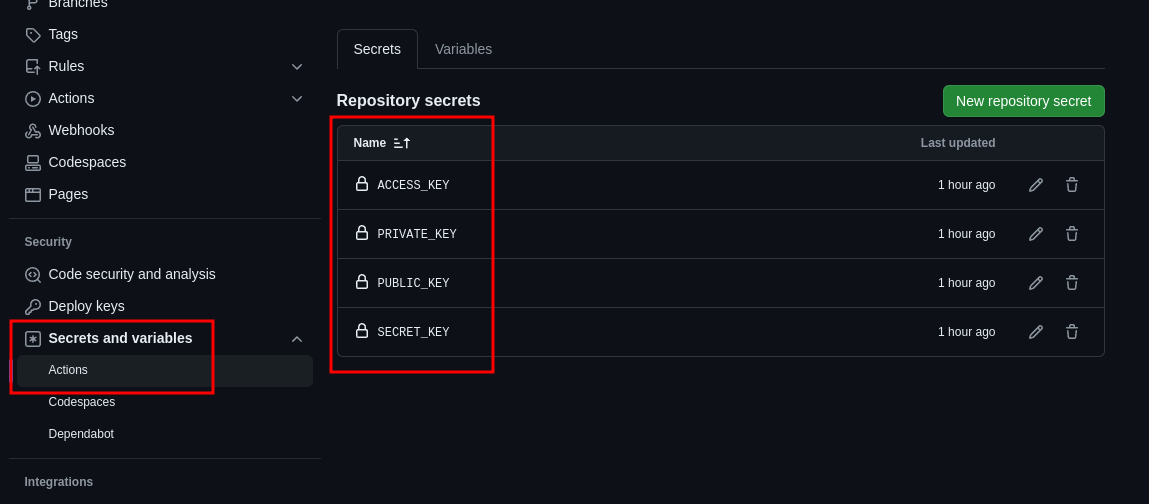 Branches
Tags
Rules
Actions
Webhooks
Codespaces
Pages
Security
Code security and analysis
Deploy keys
Secrets and variables
Actions
Codespaces
Dependabot
Integrations
Secrets Variables
Repository secrets New repository secret
Name Last updated
ACCESS_KEY 1 hour ago
PRIVATE_KEY 1 hour ago
PUBLIC_KEY 1 hour ago
SECRET_KEY 1 hour ago